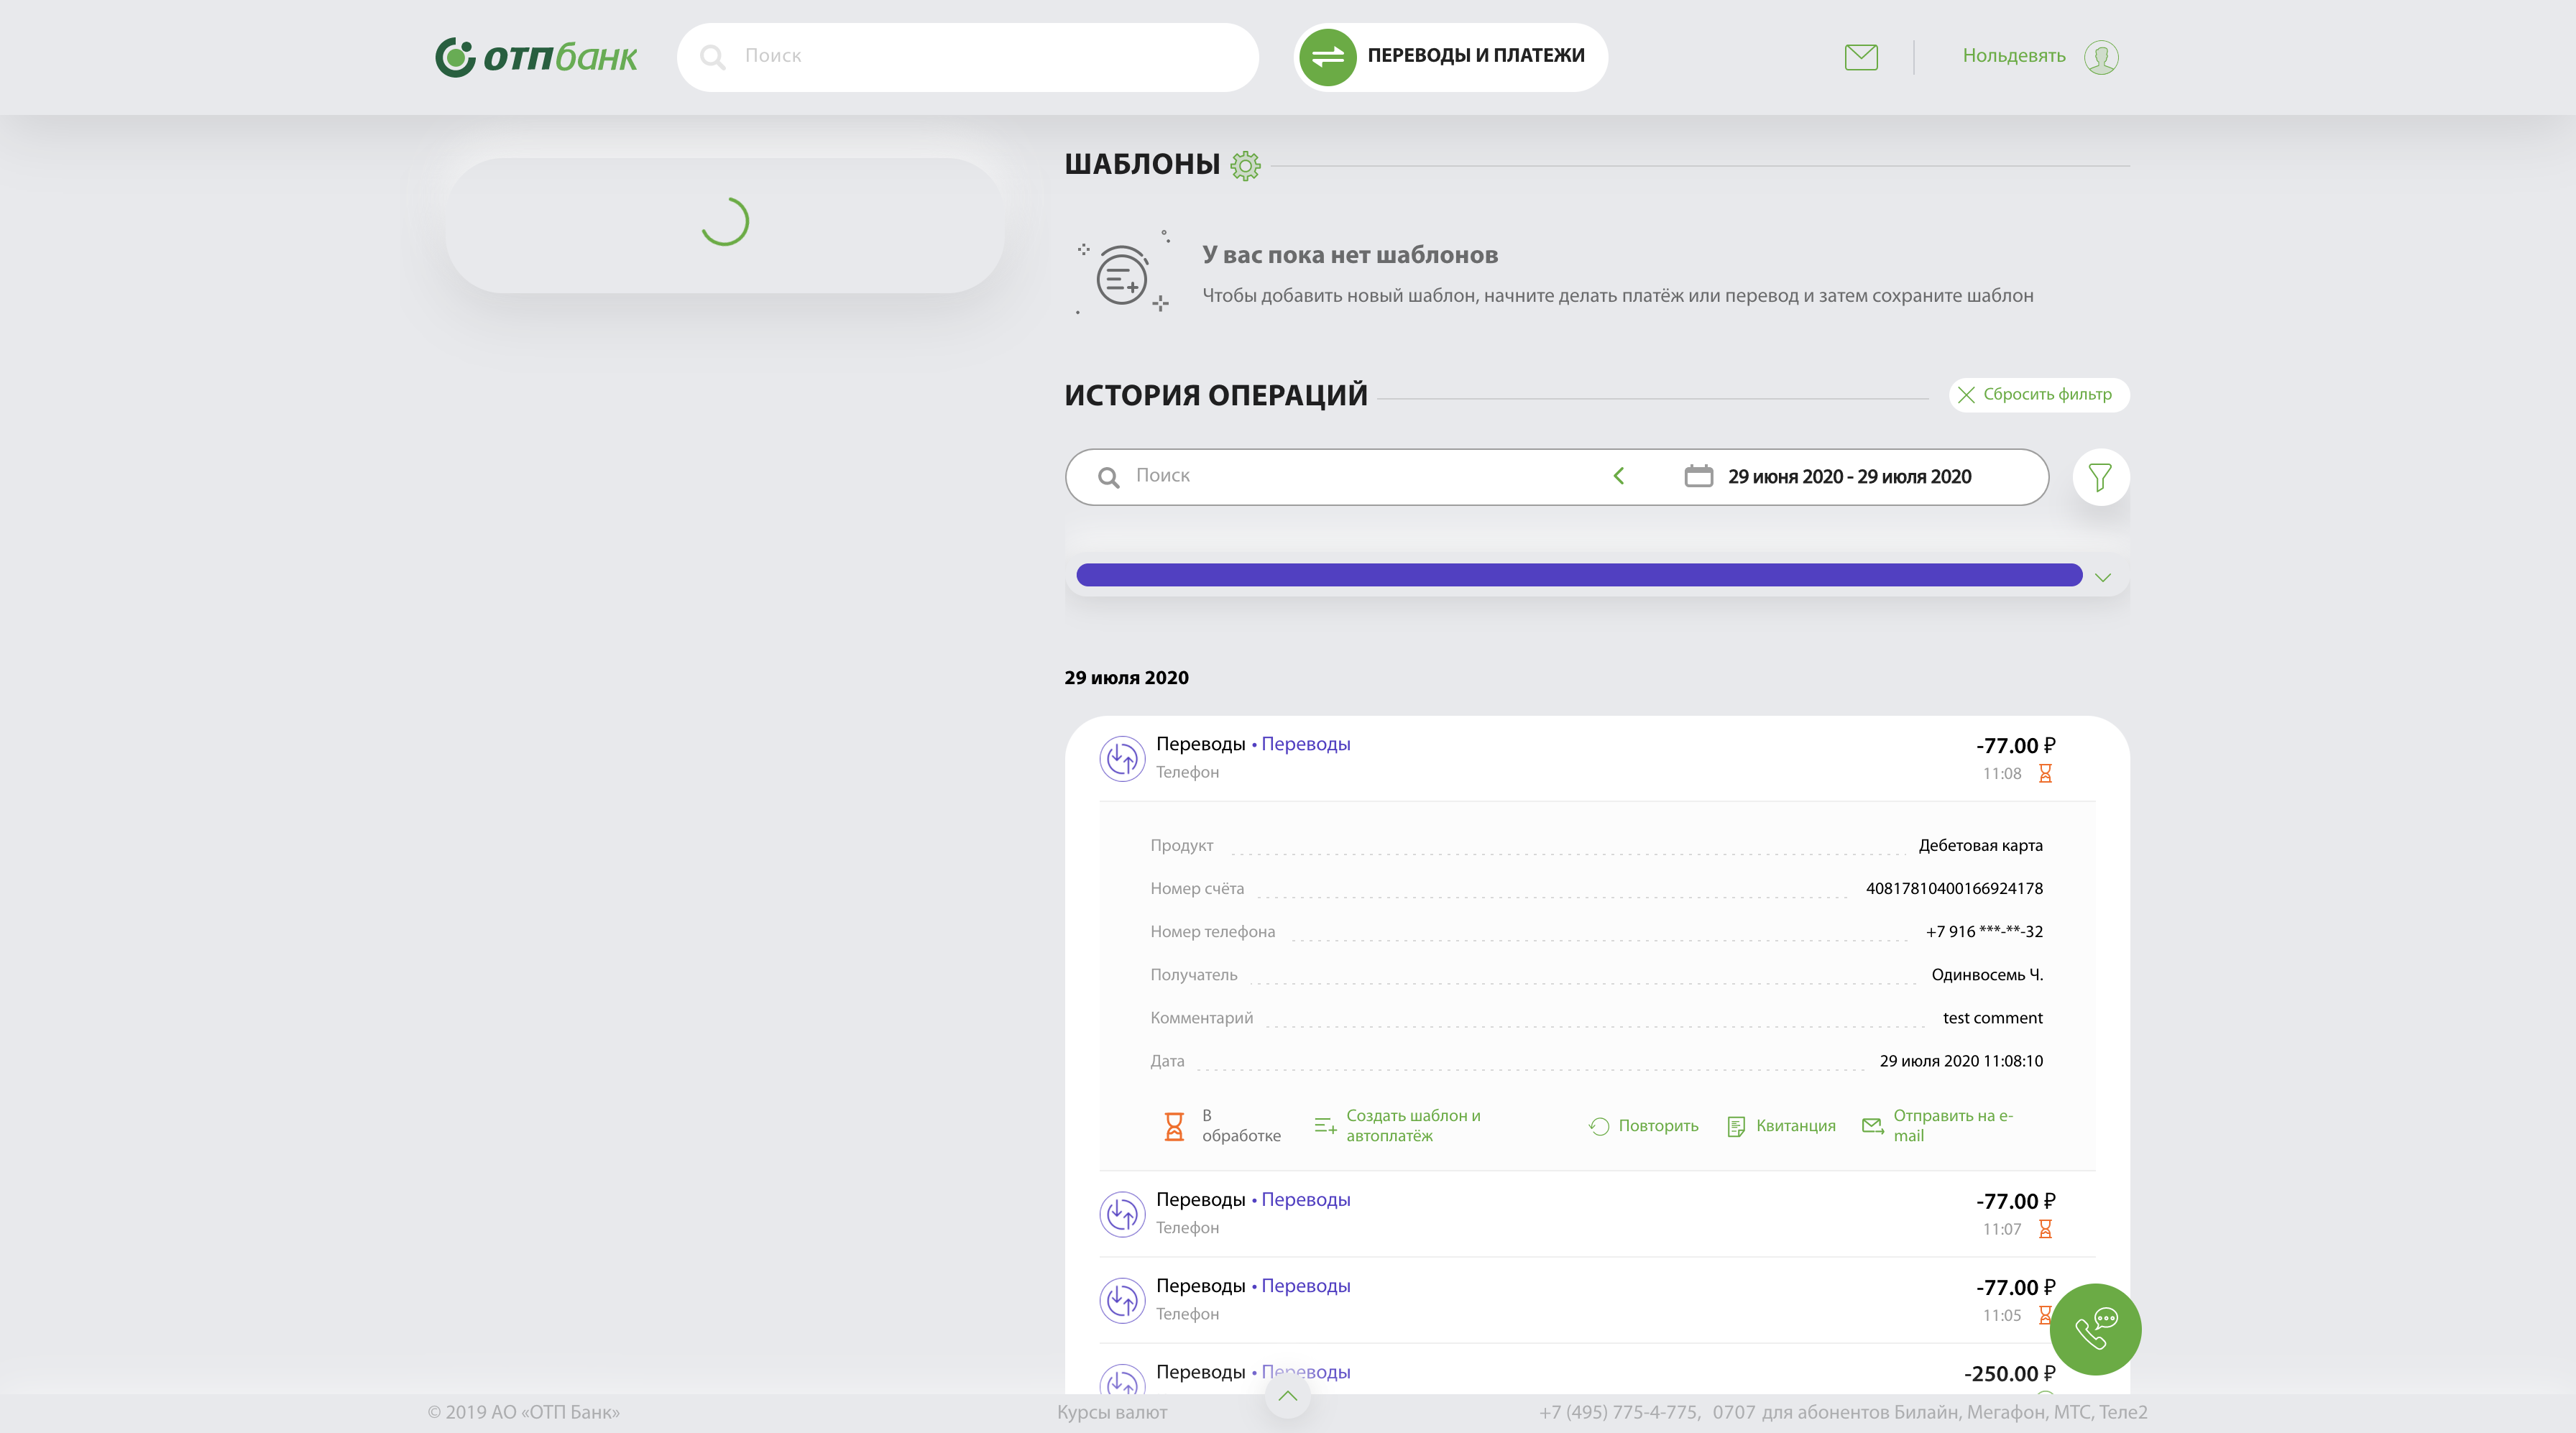 отпбанк
Поиск
ПЕРЕВОДЫ И ПЛАТЕЖИ
Нольдевять
ШАБЛОНЫ
У вас пока нет шаблонов
Чтобы добавить новый шаблон, начните делать платёж или перевод и затем сохраните шаблон
ИСТОРИЯ ОПЕРАЦИЙ
Сбросить фильтр
Поиск
29 июня 2020 - 29 июля 2020
29 июля 2020
Переводы • Переводы
-77.00 ₽
Телефон
11:08
Продукт
Дебетовая карта
Номер счёта
40817810400166924178
Номер телефона
+7 916 ***-**-32
Получатель
Одинвосемь Ч.
Комментарий
test comment
Дата
29 июля 2020 11:08:10
В
обработке
Создать шаблон и
автоплатёж
Повторить
Квитанция
Отправить на e-
mail
Переводы • Переводы
-77.00 ₽
Телефон
11:07
Переводы • Переводы
-77.00 ₽
Телефон
11:05
Переводы • Переводы
-250.00 ₽
© 2019 АО «ОТП Банк»
Курсы валют
+7 (495) 775-4-775, 0707 для абонентов Билайн, Мегафон, МТС, Теле2